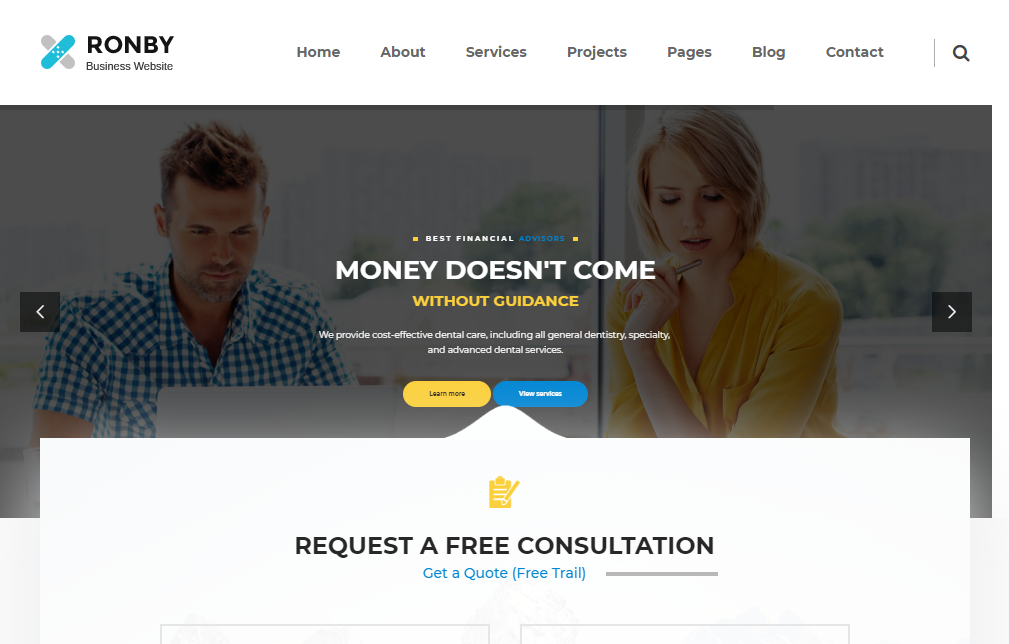 RONBY
Business Website
Home About Services Projects Pages Blog Contact
BEST FINANCIAL ADVISORS
MONEY DOESN'T COME
WITHOUT GUIDANCE
We provide cost-effective dental care, including all general dentistry, specialty,
and advanced dental services.
Learn more View services
REQUEST A FREE CONSULTATION
Get a Quote (Free Trail)